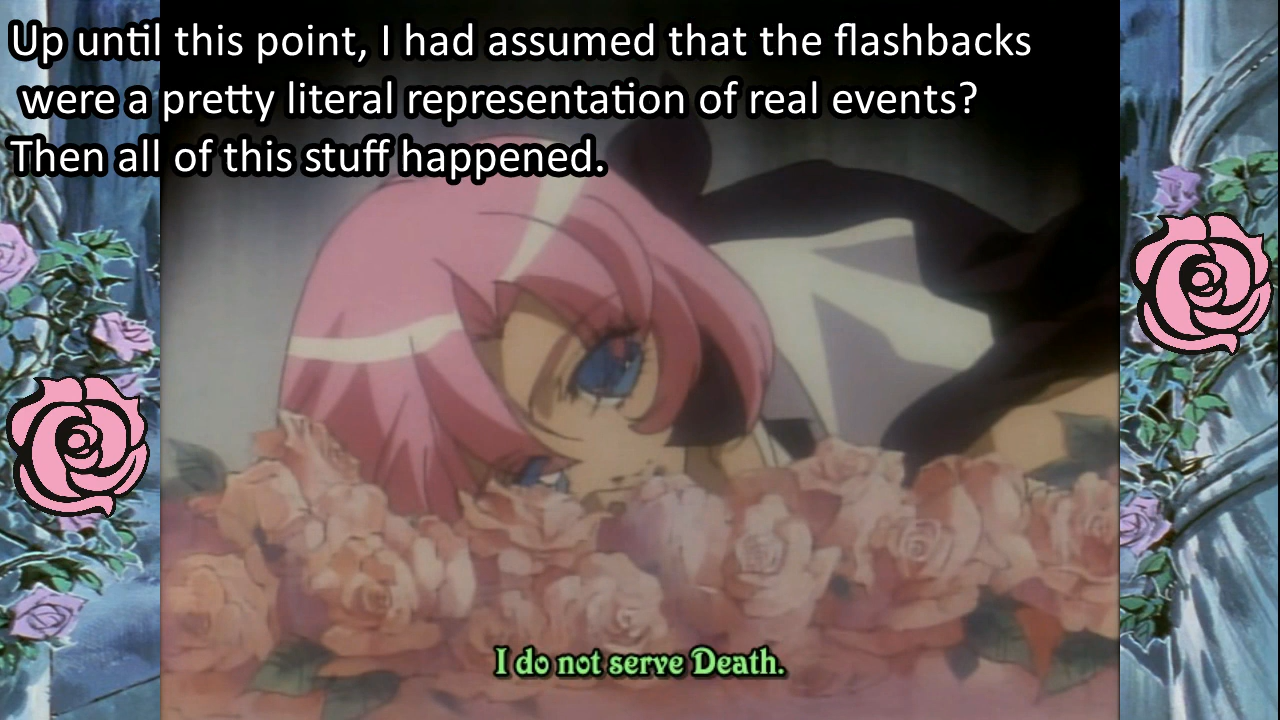 Up until this point, I had assumed that the flashbacks
were a pretty literal representation of real events?
Then all of this stuff happened.
I do not serve Death.